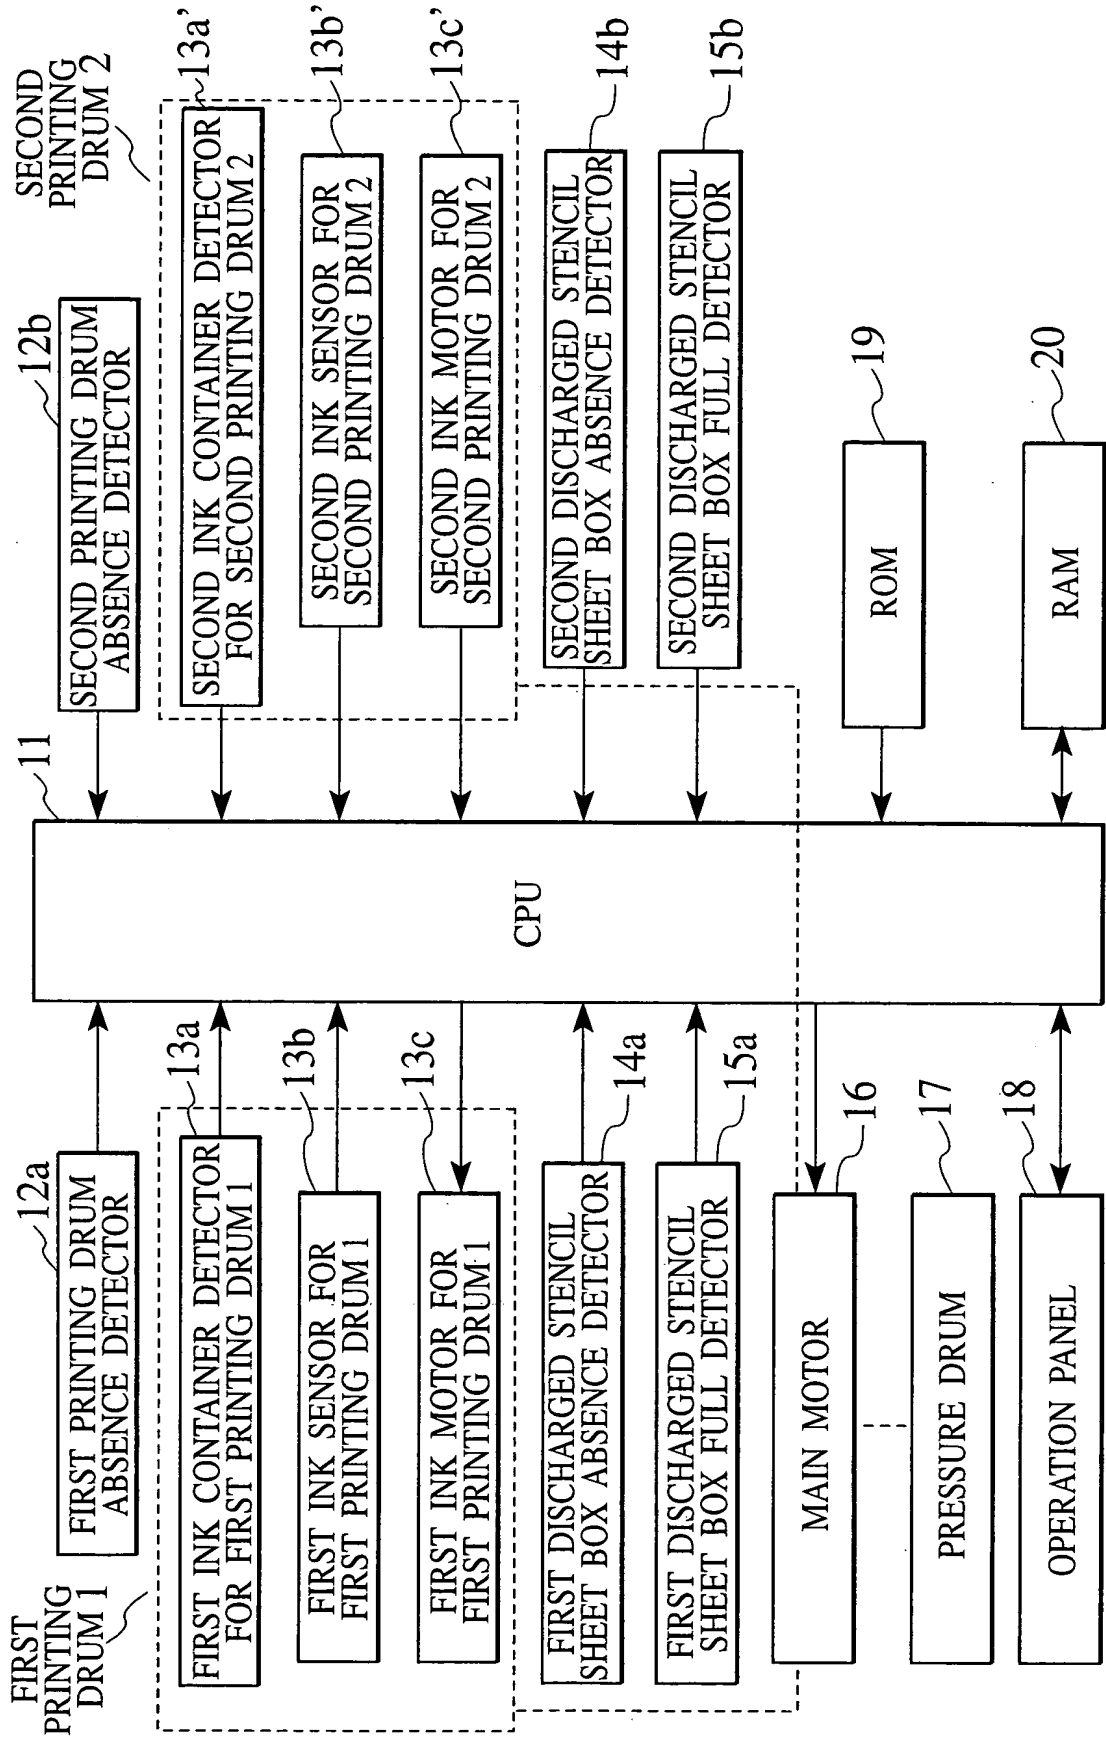 FIRST
PRINTING
DRUM 1
12a
FIRST PRINTING DRUM
ABSENCE DETECTOR
13a
FIRST INK CONTAINER DETECTOR
FOR FIRST PRINTING DRUM 1
13b
FIRST INK SENSOR FOR
FIRST PRINTING DRUM 1
13c
FIRST INK MOTOR FOR
FIRST PRINTING DRUM 1
14a
FIRST DISCHARGED STENCIL
SHEET BOX ABSENCE DETECTOR
15a
FIRST DISCHARGED STENCIL
SHEET BOX FULL DETECTOR
16
MAIN MOTOR
17
PRESSURE DRUM
18
OPERATION PANEL
11
CPU
SECOND
PRINTING
DRUM 2
12b
SECOND PRINTING DRUM
ABSENCE DETECTOR
13a'
SECOND INK CONTAINER DETECTOR
FOR SECOND PRINTING DRUM 2
13b'
SECOND INK SENSOR FOR
SECOND PRINTING DRUM 2
13c'
SECOND INK MOTOR FOR
SECOND PRINTING DRUM 2
14b
SECOND DISCHARGED STENCIL
SHEET BOX ABSENCE DETECTOR
15b
SECOND DISCHARGED STENCIL
SHEET BOX FULL DETECTOR
19
ROM
20
RAM